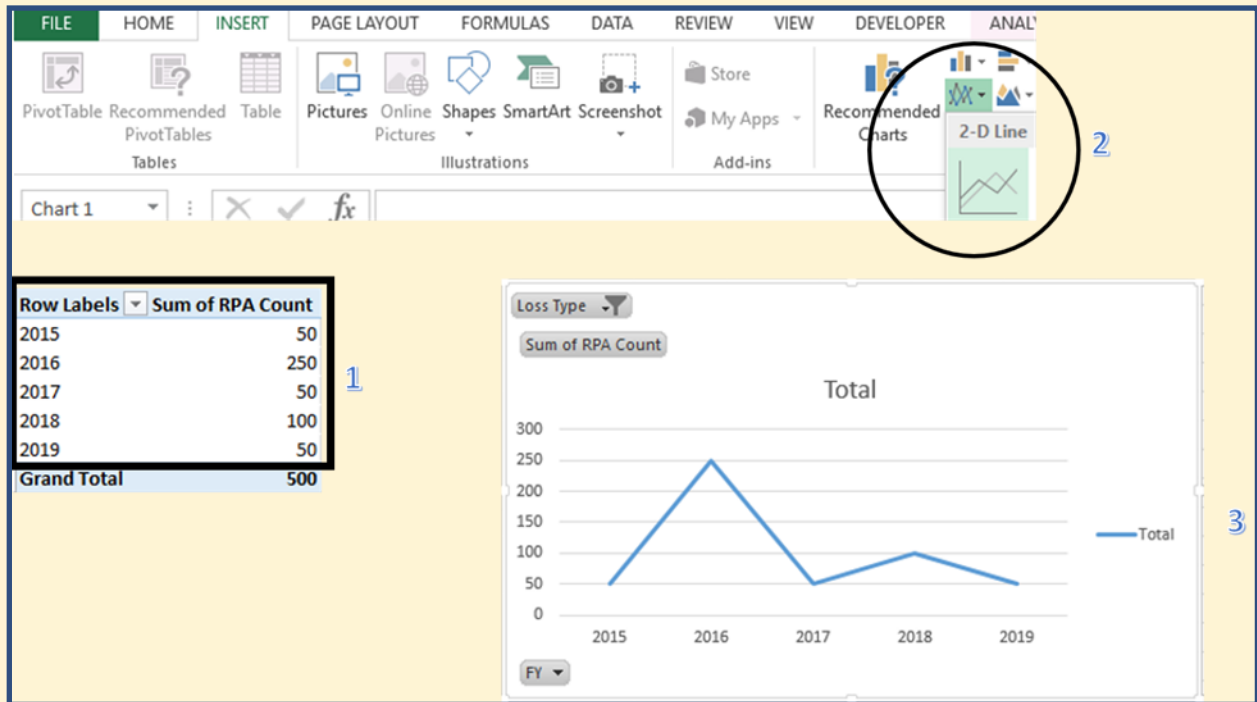 FILE HOME INSERT PAGE LAYOUT FORMULAS DATA REVIEW VIEW DEVELOPER
PivotTable Recommended PivotTables Table
Tables
Pictures Online Pictures Shapes SmartArt Screenshot
Illustrations
Store
My Apps
Add-ins
Recommended Charts
2-D Line
2
Chart 1 fx
Row Labels Sum of RPA Count
2015 50
2016 250
2017 50
2018 100
2019 50
Grand Total 500
1
Loss Type
Sum of RPA Count
Total
300
250
200
150
100
50
0
2015 2016 2017 2018 2019
Total
FY
3